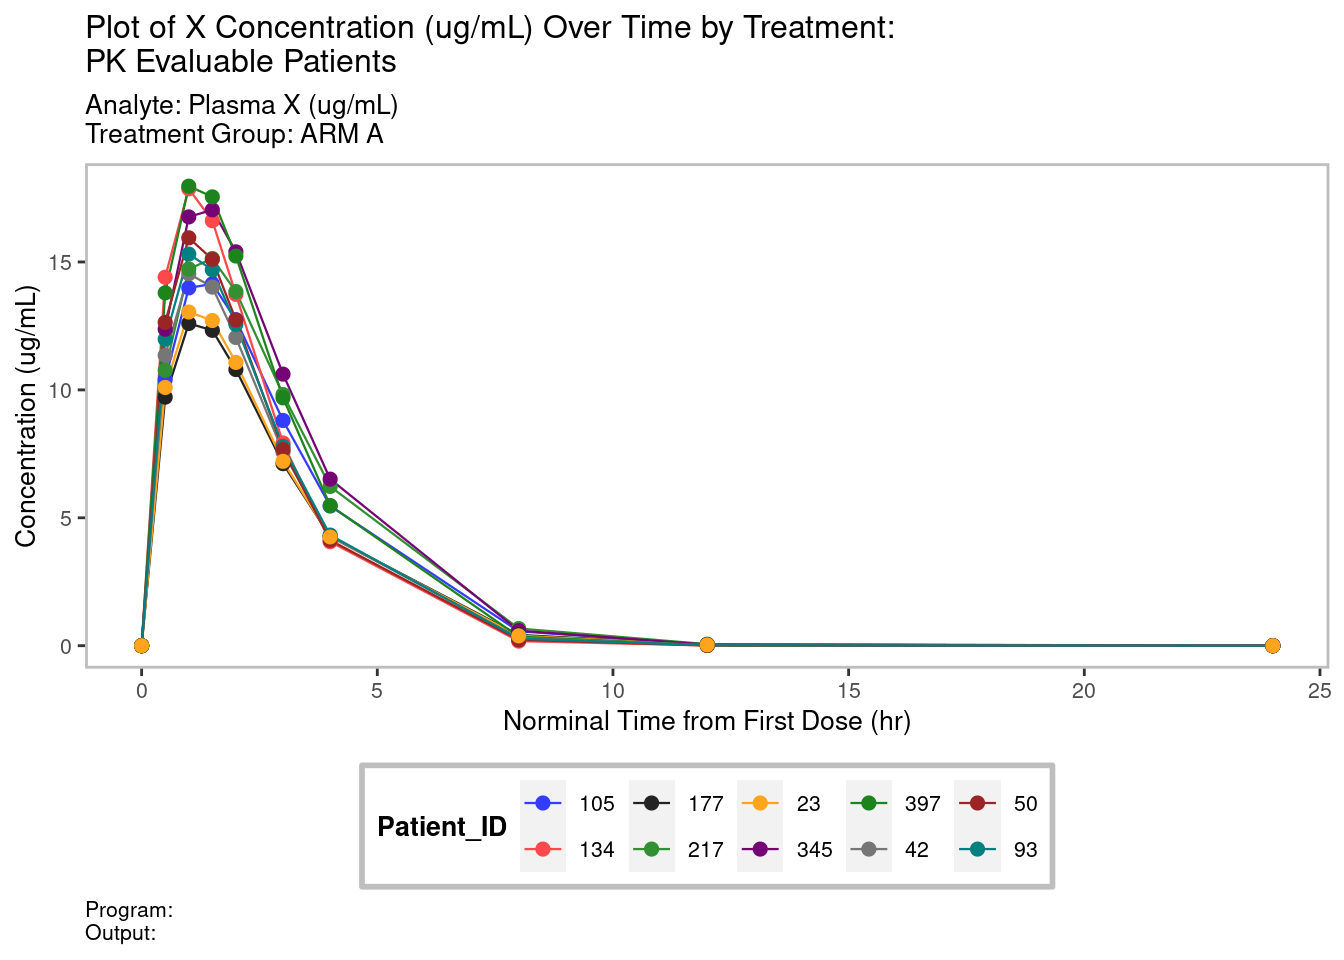 Plot of X Concentration (ug/mL) Over Time by Treatment:
PK Evaluable Patients
Analyte: Plasma X (ug/mL)
Treatment Group: ARM A
Concentration (ug/mL)
15
10
5
0
0 5 10 15 20 25
Norminal Time from First Dose (hr)
Patient_ID
105 177 23 397 50
134 217 345 42 93
Program:
Output: